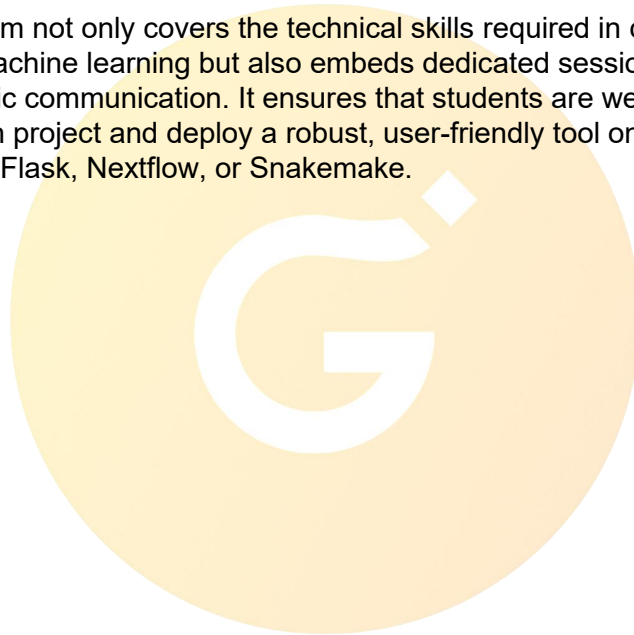 m not only covers the technical skills required in
achine learning but also embeds dedicated sessio
ic communication. It ensures that students are we
n project and deploy a robust, user-friendly tool or
Flask, Nextflow, or Snakemake.
G